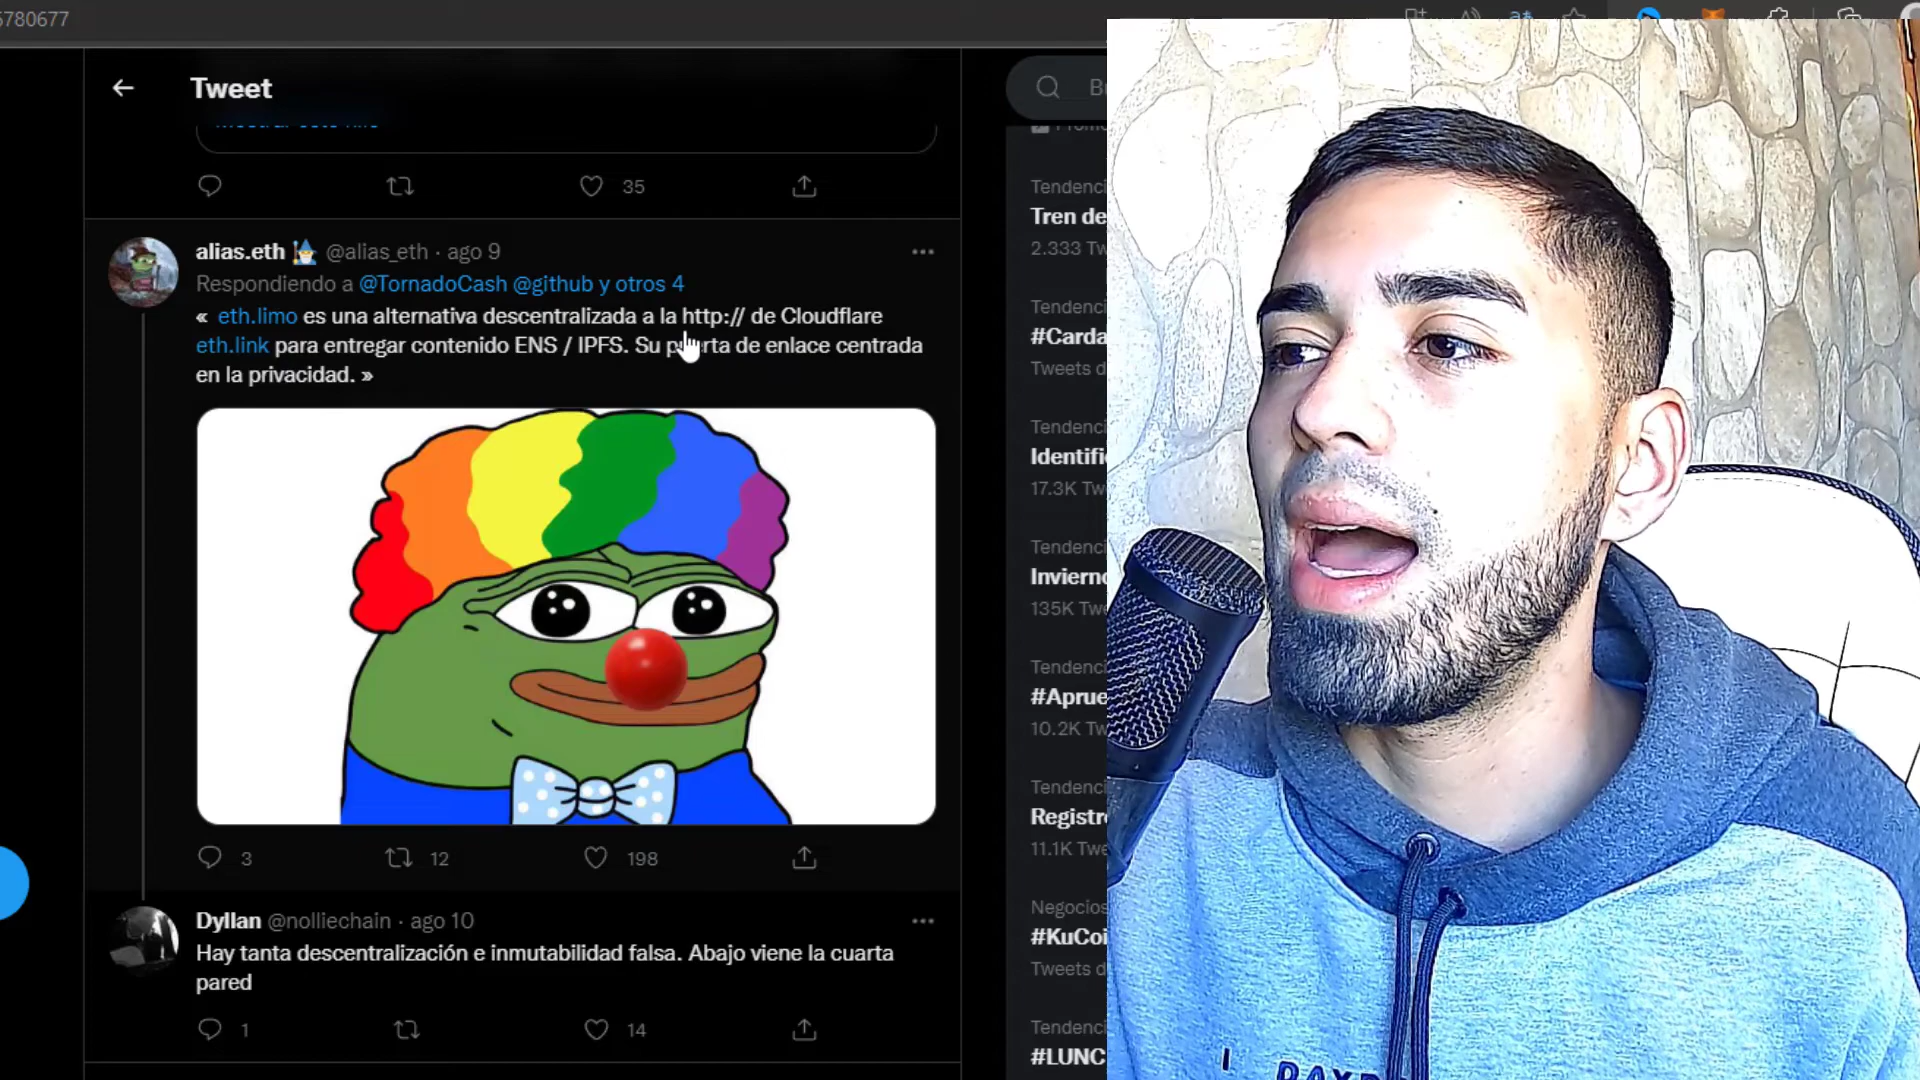 5780677
Tweet
35
alias.eth @alias_eth · ago 9
Respondiendo a @TornadoCash @github y otros 4
« eth.limo es una alternativa descentralizada a la http:// de Cloudflare
eth.link para entregar contenido ENS / IPFS. Su puerta de enlace centrada
en la privacidad. »
3
12
198
Dyllan @nolliechain · ago 10
Hay tanta descentralización e inmutabilidad falsa. Abajo viene la cuarta
pared
1
14
Tendenci
Tren de
2.333 Tw
Tendenci
#Carda
Tweets d
Tendenci
Identifi
17.3K Tw
Tendenci
Invierno
135K Twe
Tendenci
#Aprue
10.2K Tw
Tendenci
Registro
11.1K Twe
Negocios
#KuCoi
Tweets d
Tendenci
#LUNC